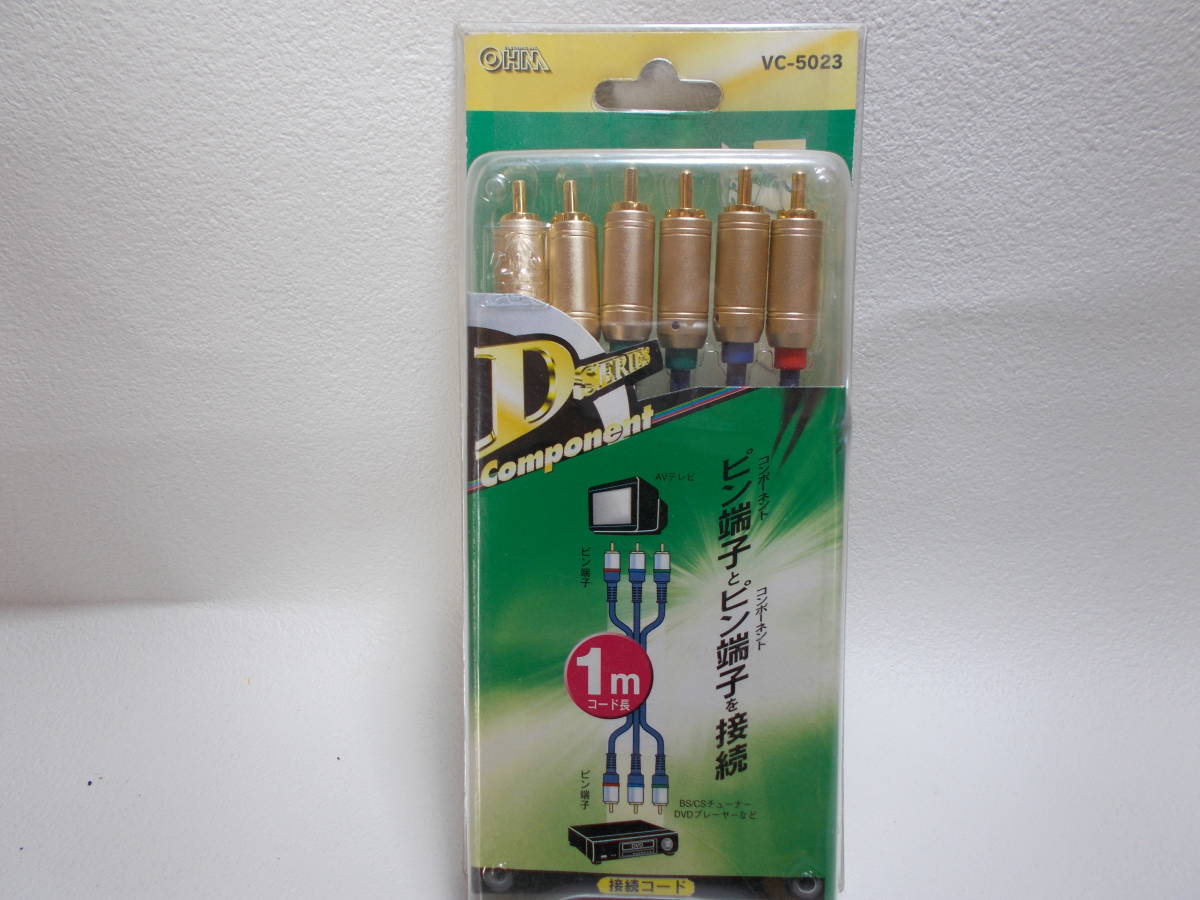 OHM
VC-5023
D-SERIES
Component
AVテレビ
ピン端子
コンポーネント
ピン端子とピン端子を接続
コンポーネント
1m
コード長
ピン端子
BS/CSチューナー
DVDプレーヤーなど
DVD
接続コード